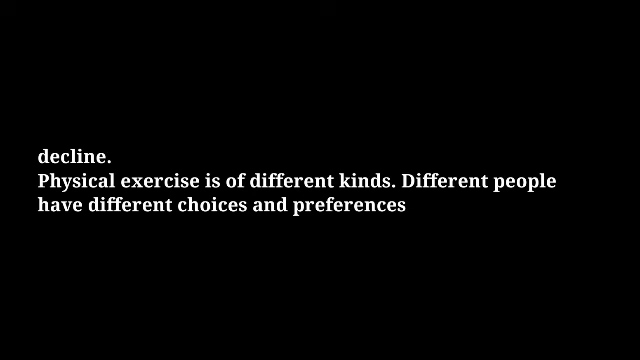 decline.
Physical exercise is of different kinds. Different people
have different choices and preferences